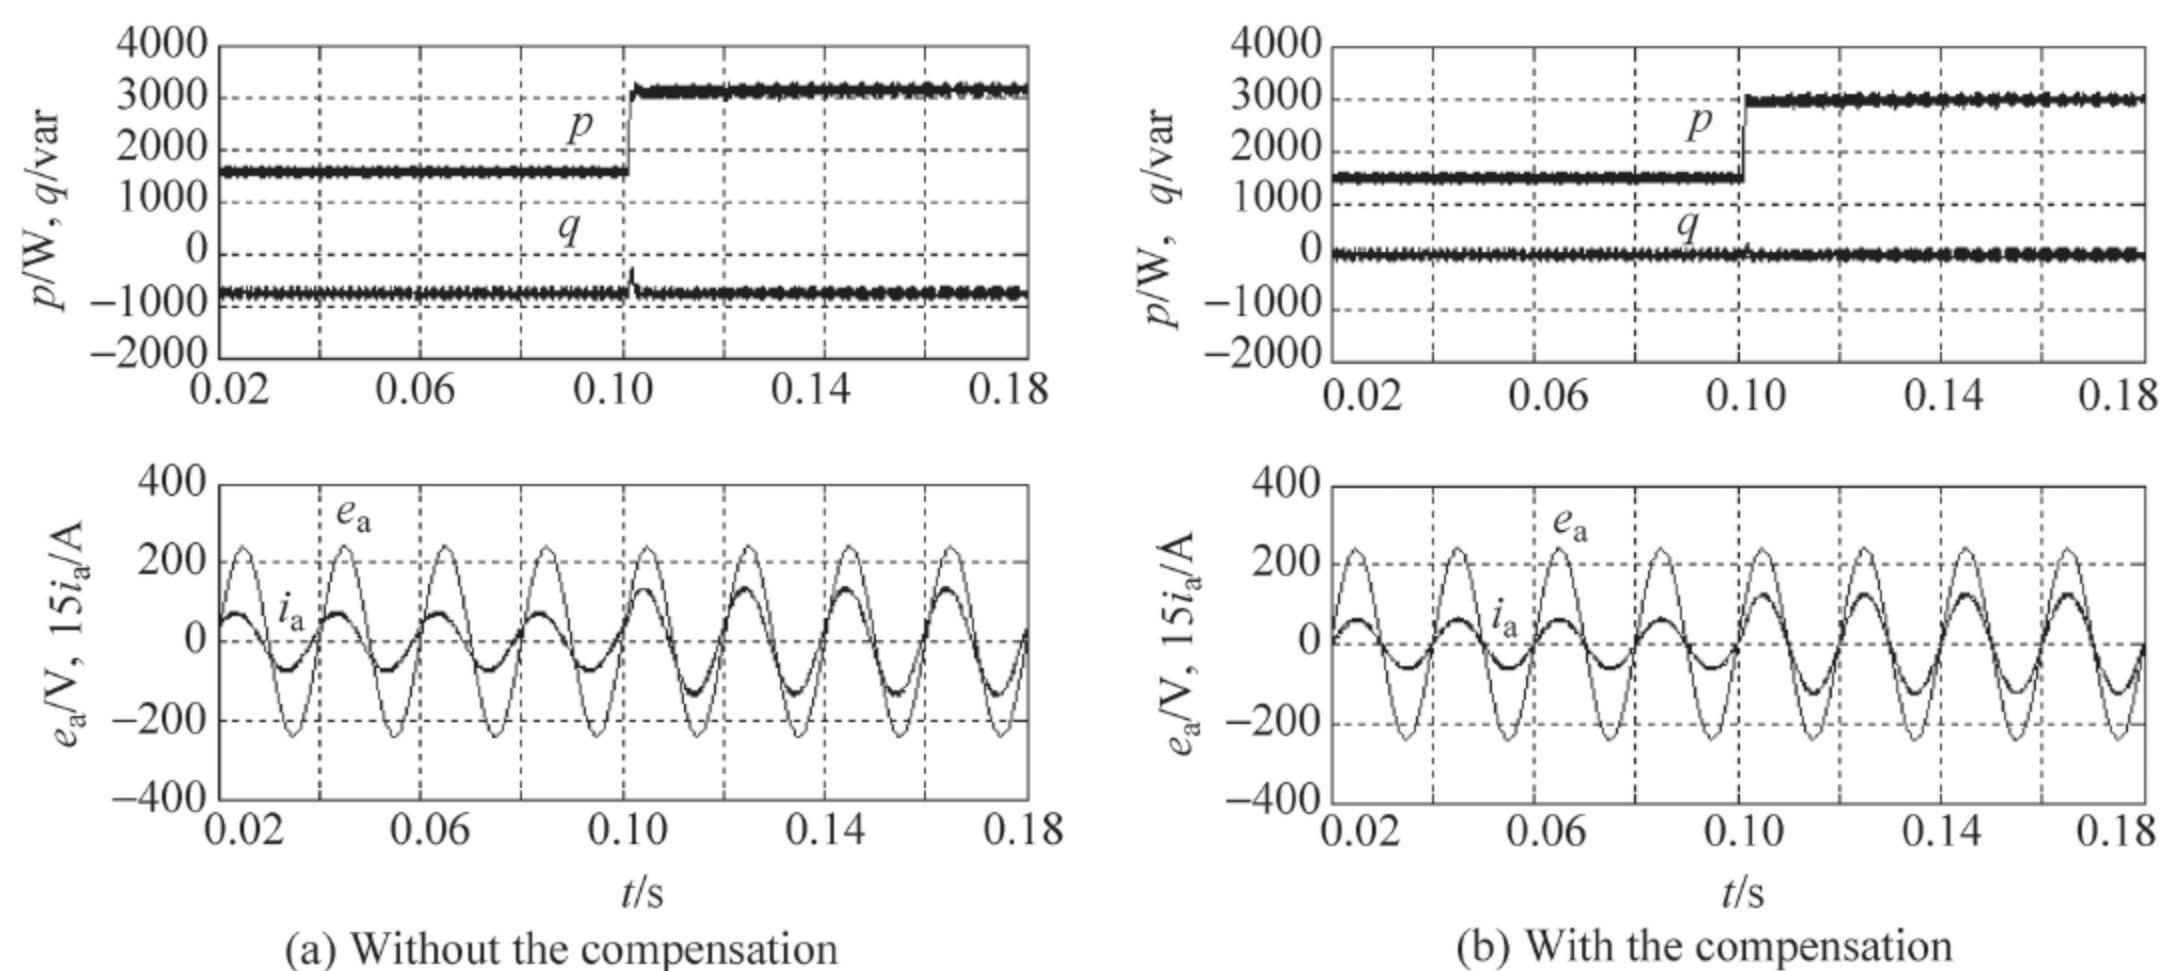 p/W, q/var
4000
3000
2000
1000
0
−1000
−2000
p
q
0.02 0.06 0.10 0.14 0.18
p/W, q/var
4000
3000
2000
1000
0
−1000
−2000
p
q
0.02 0.06 0.10 0.14 0.18
eₐ/V, 15iₐ/A
400
200
0
−200
−400
eₐ
iₐ
0.02 0.06 0.10 0.14 0.18
t/s
(a) Without the compensation
eₐ/V, 15iₐ/A
400
200
0
−200
−400
eₐ
iₐ
0.02 0.06 0.10 0.14 0.18
t/s
(b) With the compensation